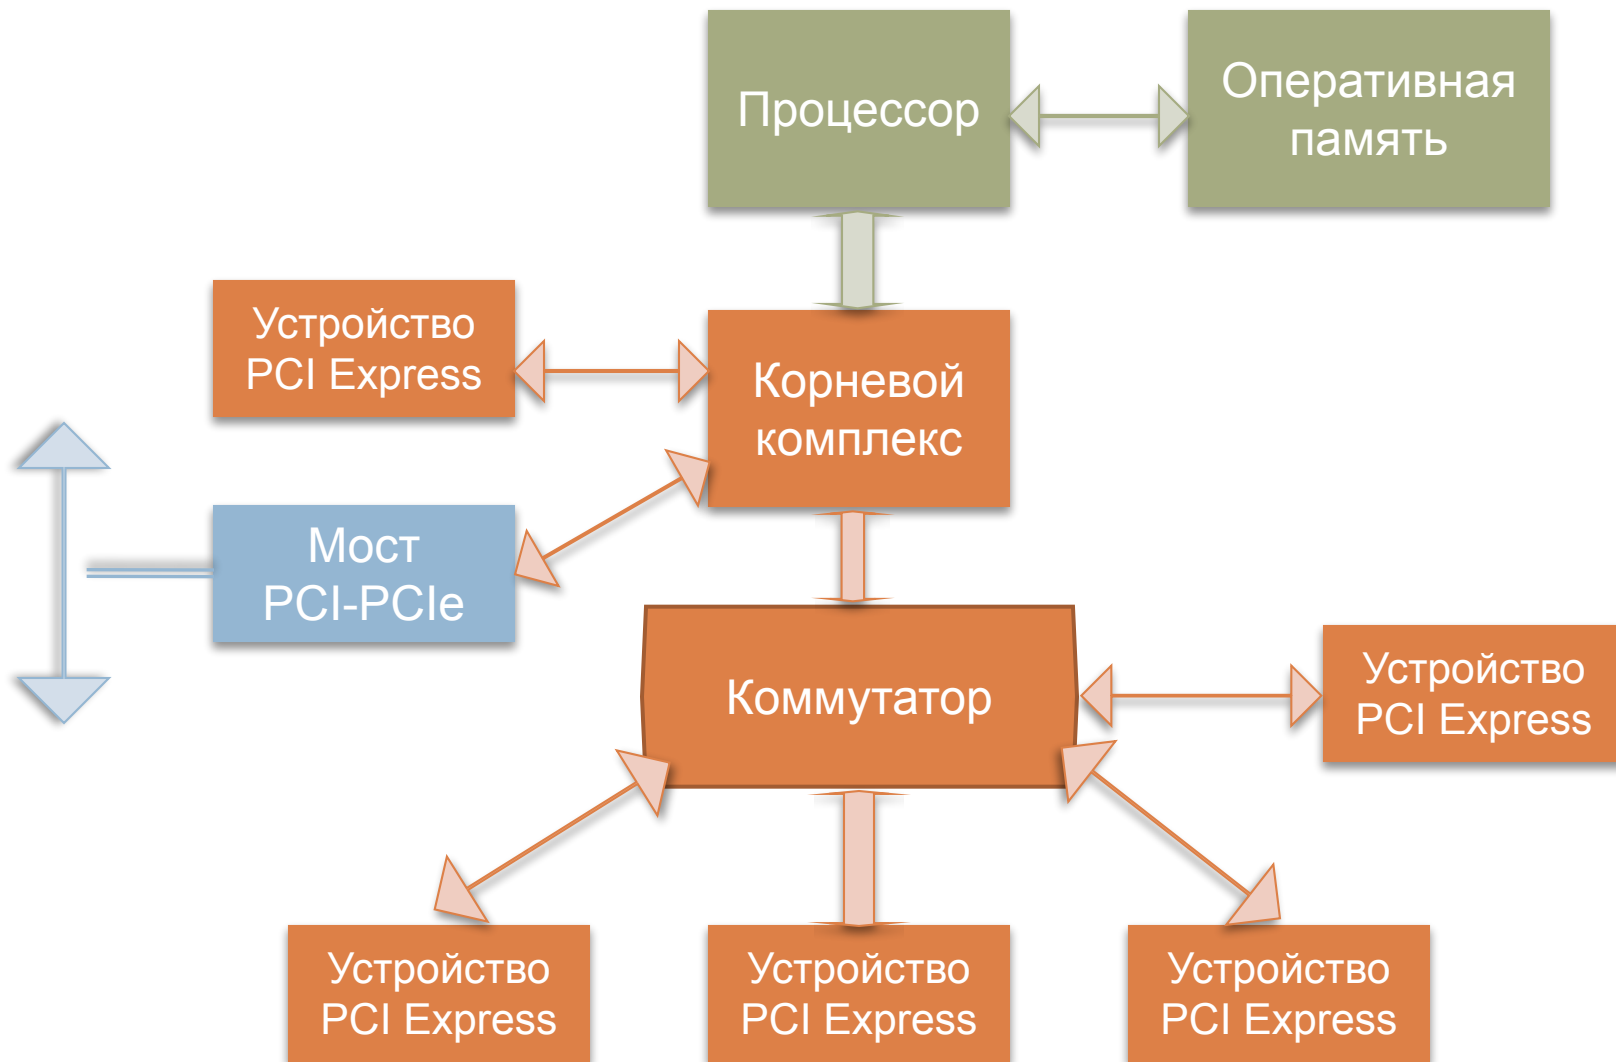 Процессор
Оперативная
память
Устройство
PCI Express
Корневой
комплекс
Мост
PCI-PCIe
Коммутатор
Устройство
PCI Express
Устройство
PCI Express
Устройство
PCI Express
Устройство
PCI Express